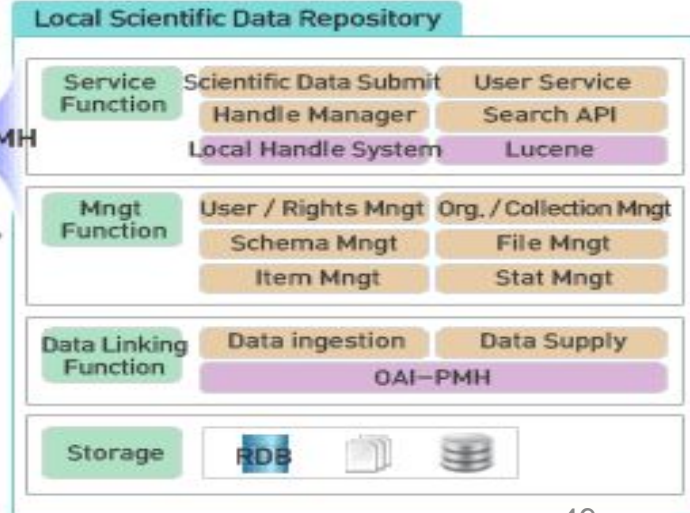 Local Scientific Data Repository
MH
Service Function
Scientific Data Submit
User Service
Handle Manager
Search API
Local Handle System
Lucene
Mngt Function
User / Rights Mngt
Org. / Collection Mngt
Schema Mngt
File Mngt
Item Mngt
Stat Mngt
Data Linking Function
Data ingestion
Data Supply
OAI-PMH
Storage
RDB